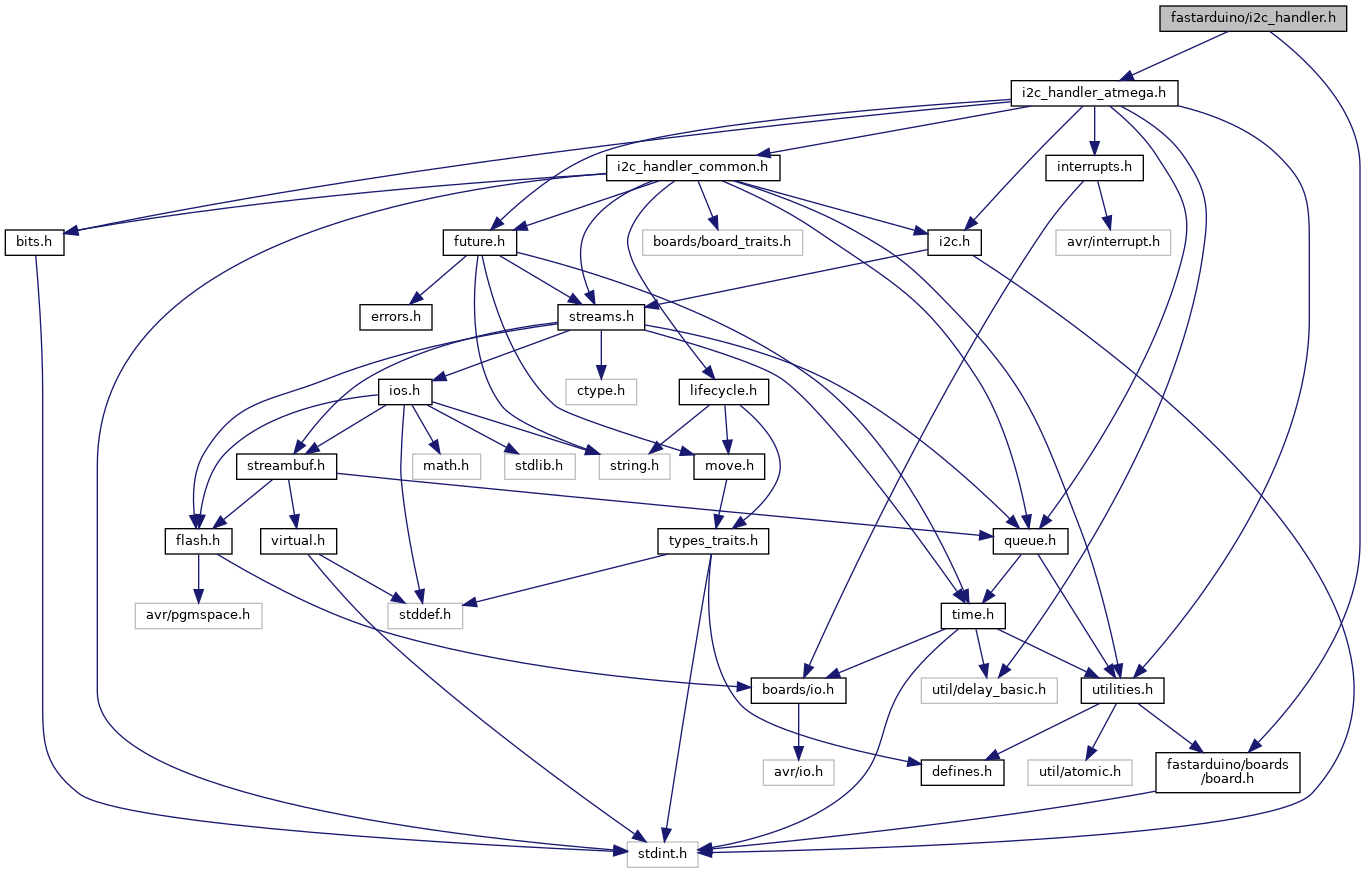 fastarduino/i2c_handler.h
i2c_handler_atmega.h
i2c_handler_common.h
interrupts.h
bits.h
future.h
boards/board_traits.h
i2c.h
avr/interrupt.h
errors.h
streams.h
ios.h
ctype.h
lifecycle.h
streambuf.h
math.h
stdlib.h
string.h
move.h
flash.h
virtual.h
types_traits.h
queue.h
avr/pgmspace.h
stddef.h
time.h
boards/io.h
util/delay_basic.h
utilities.h
avr/io.h
defines.h
util/atomic.h
fastarduino/boards
/board.h
stdint.h